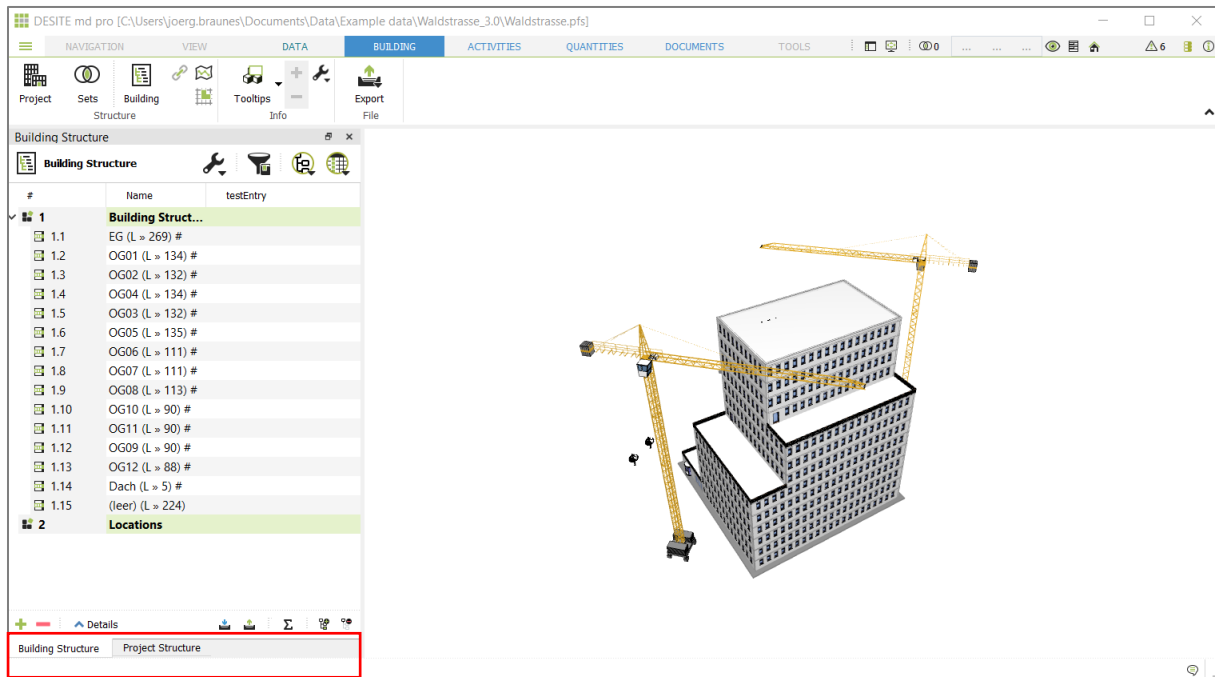 DESITE md pro [C:\Users\joerg.braunes\Documents\Data\Example data\Waldstrasse_3.0\Waldstrasse.pfs]
NAVIGATION VIEW DATA BUILDING ACTIVITIES QUANTITIES DOCUMENTS TOOLS 0 ... ... ... 6
Project Sets Building Tooltips Export
Structure Info File
Building Structure
Building Structure
# Name testEntry
1 Building Struct...
1.1 EG (L » 269) #
1.2 OG01 (L » 134) #
1.3 OG02 (L » 132) #
1.4 OG04 (L » 134) #
1.5 OG03 (L » 132) #
1.6 OG05 (L » 135) #
1.7 OG06 (L » 111) #
1.8 OG07 (L » 111) #
1.9 OG08 (L » 113) #
1.10 OG10 (L » 90) #
1.11 OG11 (L » 90) #
1.12 OG09 (L » 90) #
1.13 OG12 (L » 88) #
1.14 Dach (L » 5) #
1.15 (leer) (L » 224)
2 Locations
Details Σ
Building Structure Project Structure